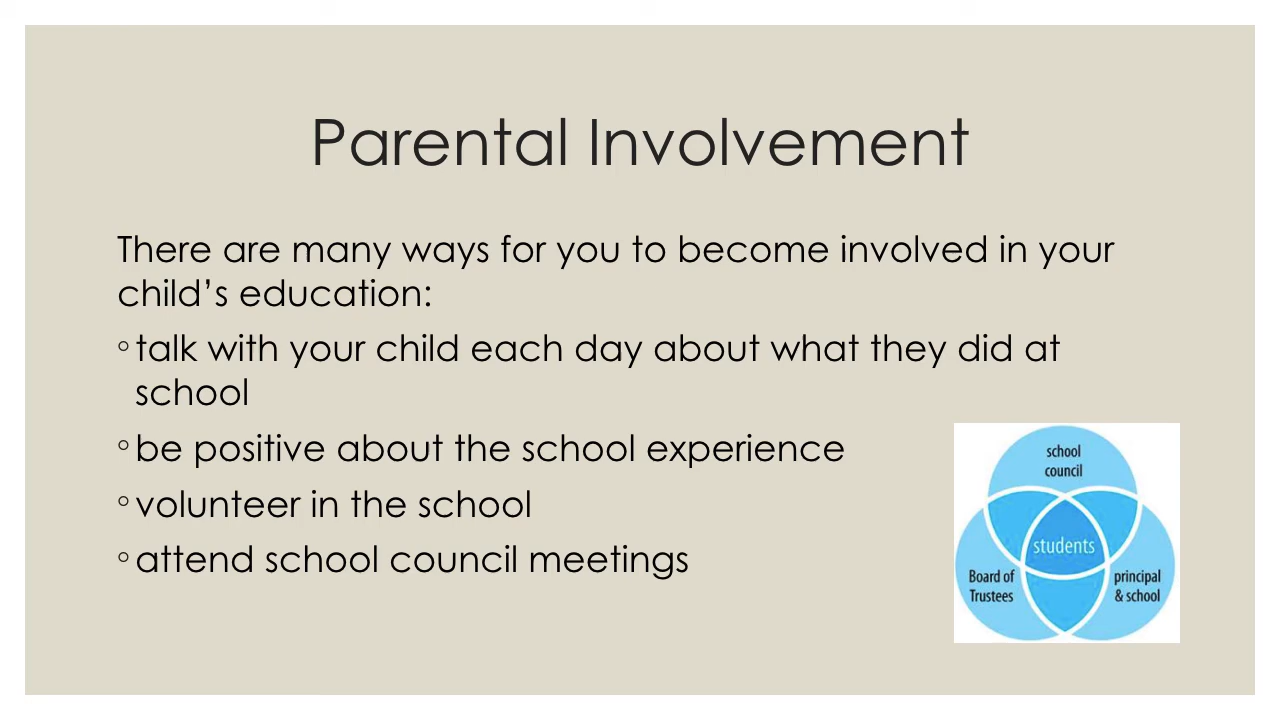 Parental Involvement
There are many ways for you to become involved in your
child’s education:
◦talk with your child each day about what they did at
school
◦be positive about the school experience
◦volunteer in the school
◦attend school council meetings
school
council
students
Board of
Trustees
principal
& school